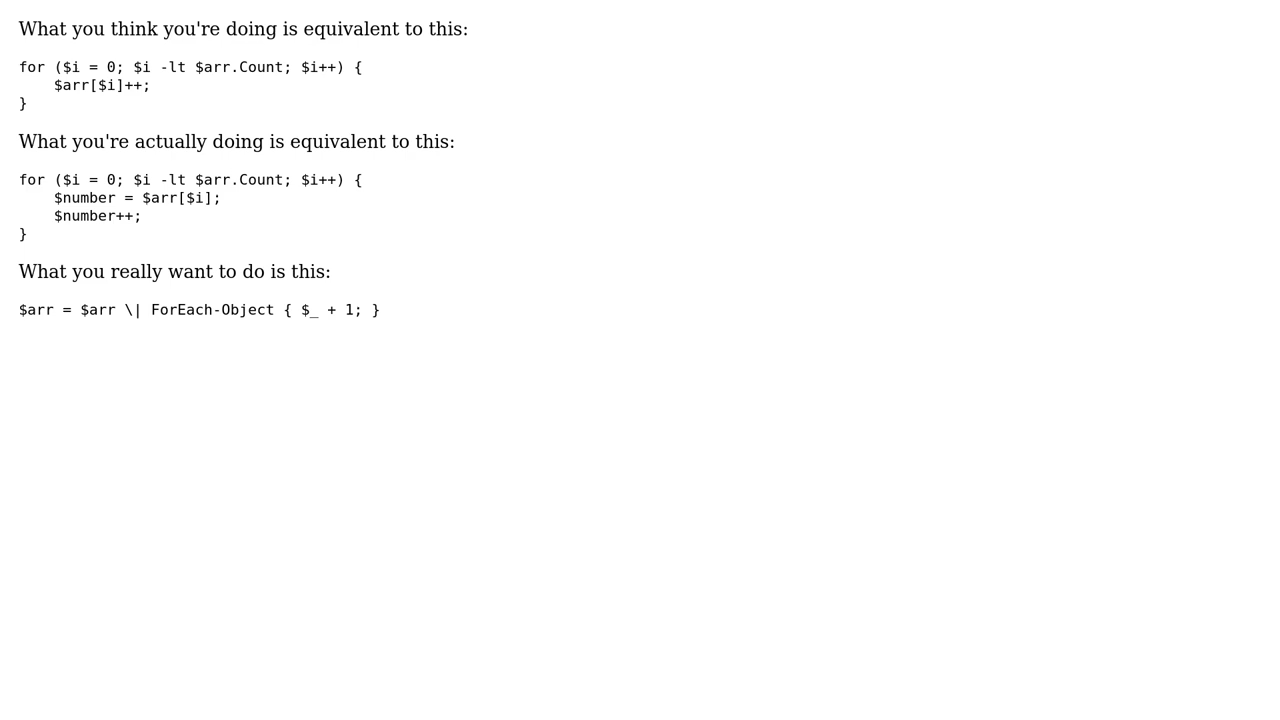 What you think you're doing is equivalent to this:
for ($i = 0; $i -lt $arr.Count; $i++) {
    $arr[$i]++;
}
What you're actually doing is equivalent to this:
for ($i = 0; $i -lt $arr.Count; $i++) {
    $number = $arr[$i];
    $number++;
}
What you really want to do is this:
$arr = $arr \| ForEach-Object { $_ + 1; }